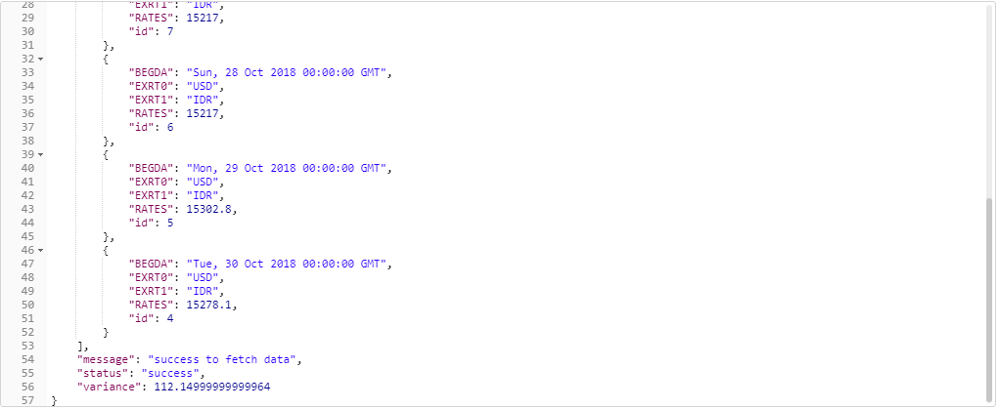 28 "EXRT1": "IDR",
29 "RATES": 15217,
30 "id": 7
31 },
32 {
33 "BEGDA": "Sun, 28 Oct 2018 00:00:00 GMT",
34 "EXRT0": "USD",
35 "EXRT1": "IDR",
36 "RATES": 15217,
37 "id": 6
38 },
39 {
40 "BEGDA": "Mon, 29 Oct 2018 00:00:00 GMT",
41 "EXRT0": "USD",
42 "EXRT1": "IDR",
43 "RATES": 15302.8,
44 "id": 5
45 },
46 {
47 "BEGDA": "Tue, 30 Oct 2018 00:00:00 GMT",
48 "EXRT0": "USD",
49 "EXRT1": "IDR",
50 "RATES": 15278.1,
51 "id": 4
52 }
53 ],
54 "message": "success to fetch data",
55 "status": "success",
56 "variance": 112.14999999999964
57 }